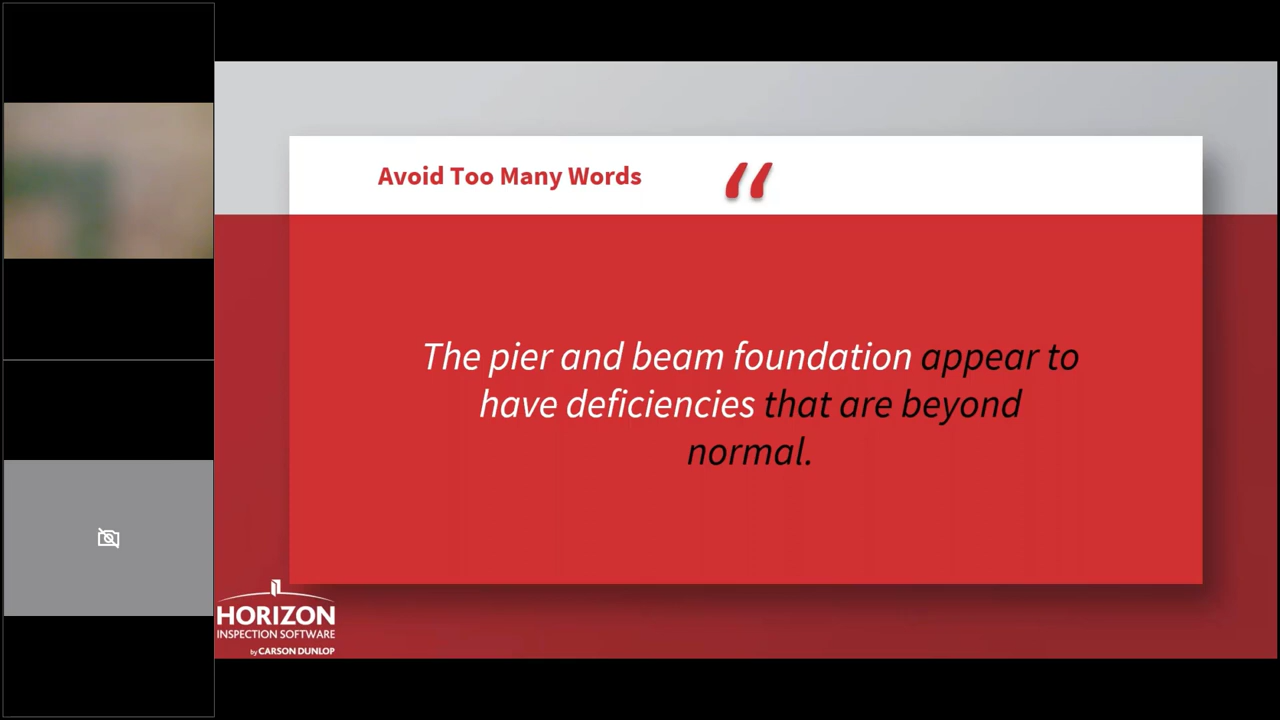 Avoid Too Many Words
“
The pier and beam foundation appear to
have deficiencies that are beyond
normal.
HORIZON
INSPECTION SOFTWARE
by CARSON DUNLOP